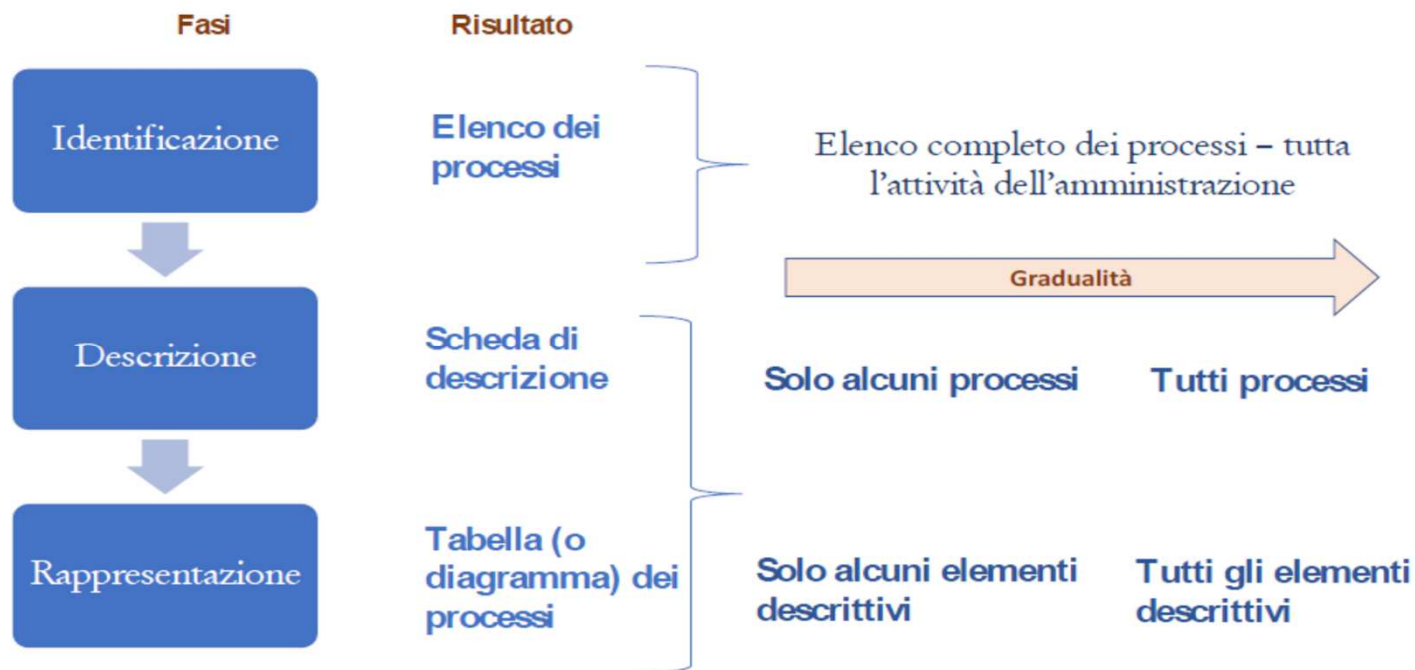 Fasi
Risultato
Identificazione
Elenco dei
processi
Elenco completo dei processi – tutta
l’attività dell’amministrazione
Gradualità
Descrizione
Scheda di
descrizione
Solo alcuni processi
Tutti processi
Rappresentazione
Tabella (o
diagramma) dei
processi
Solo alcuni elementi
descrittivi
Tutti gli elementi
descrittivi